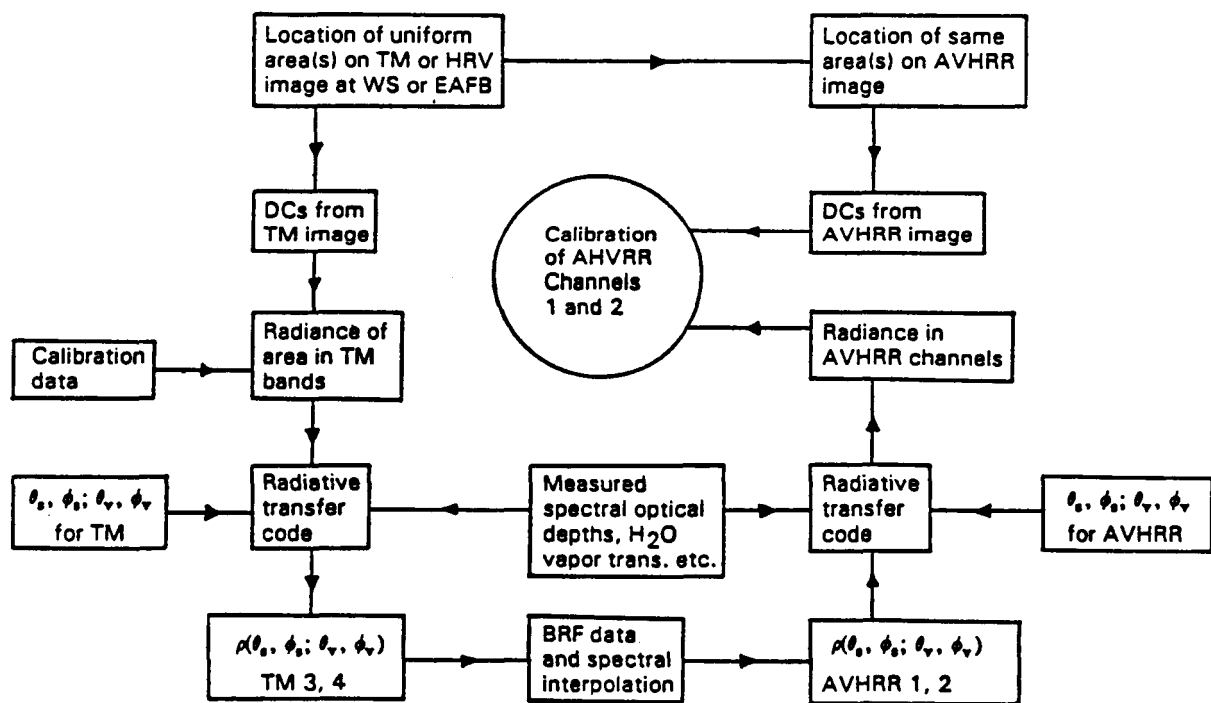 Location of uniform
area(s) on TM or HRV
image at WS or EAFB
Location of same
area(s) on AVHRR
image
DCs from
TM image
Calibration
of AHVRR
Channels
1 and 2
DCs from
AVHRR image
Calibration
data
Radiance of
area in TM
bands
Radiance in
AVHRR channels
θₛ, ϕₛ; θᵥ, ϕᵥ
for TM
Radiative
transfer
code
Measured
spectral optical
depths, H₂O
vapor trans. etc.
Radiative
transfer
code
θₛ, ϕₛ; θᵥ, ϕᵥ
for AVHRR
ρ(θₛ, ϕₛ; θᵥ, ϕᵥ)
TM 3, 4
BRF data
and spectral
interpolation
ρ(θₛ, ϕₛ; θᵥ, ϕᵥ)
AVHRR 1, 2